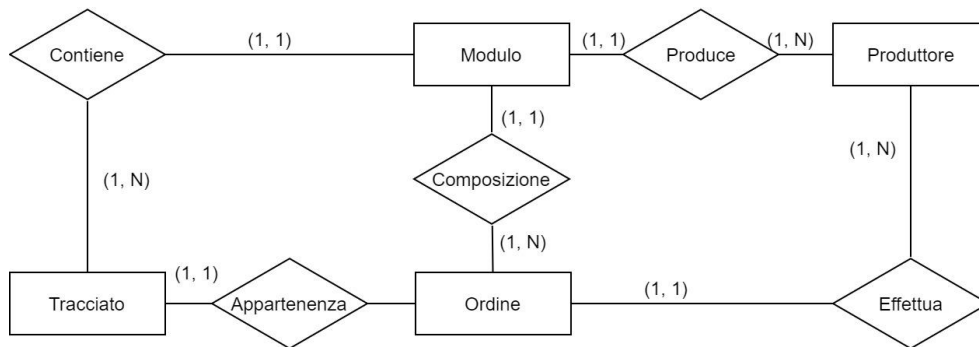 Contiene
(1, 1)
Modulo
(1, 1)
Produce
(1, N)
Produttore
(1, 1)
(1, N)
Composizione
(1, N)
(1, N)
Tracciato
(1, 1)
Appartenenza
Ordine
(1, 1)
Effettua